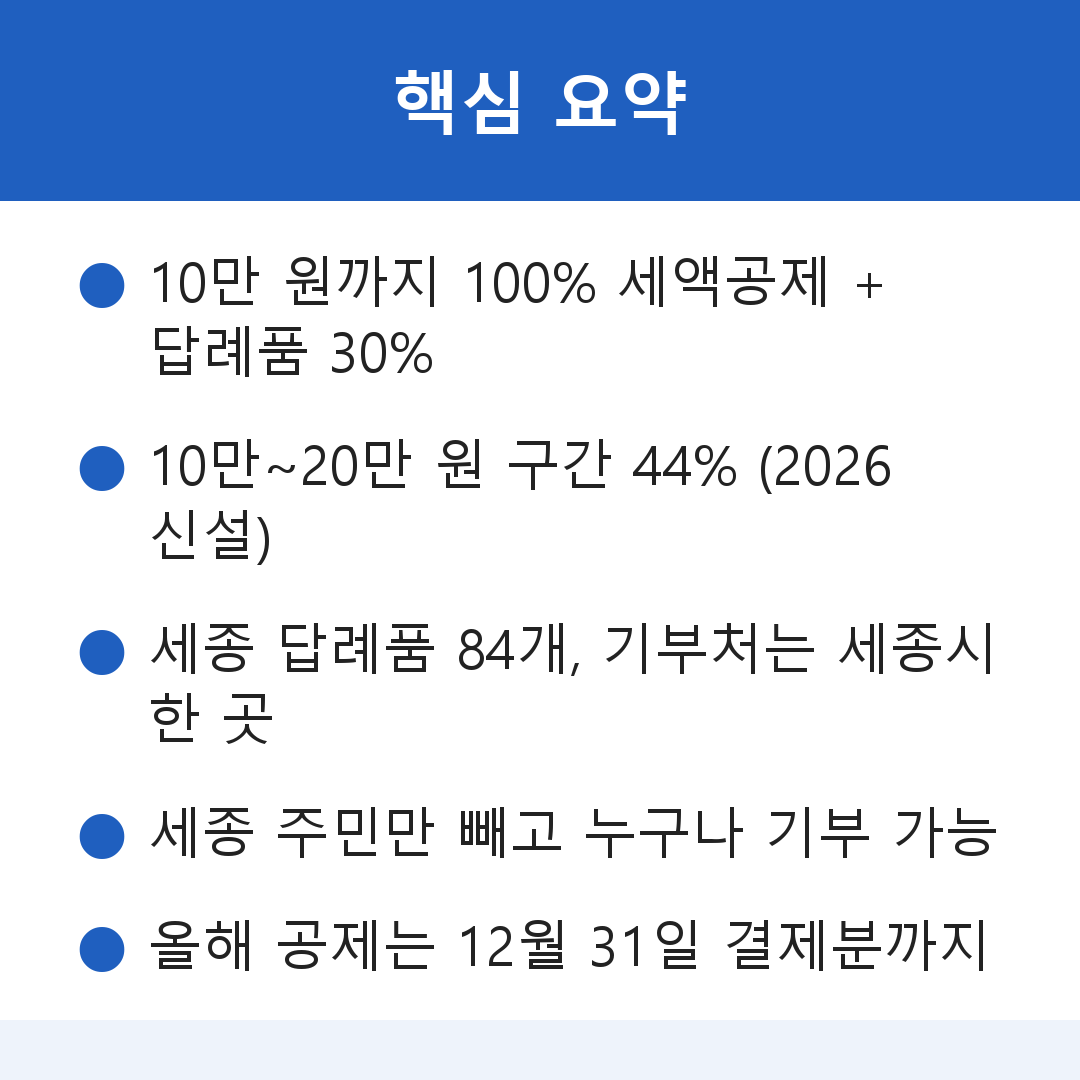 핵심 요약
10만 원까지 100% 세액공제 +
답례품 30%
10만~20만 원 구간 44% (2026
신설)
세종 답례품 84개, 기부처는 세종시
한 곳
세종 주민만 빼고 누구나 기부 가능
올해 공제는 12월 31일 결제분까지